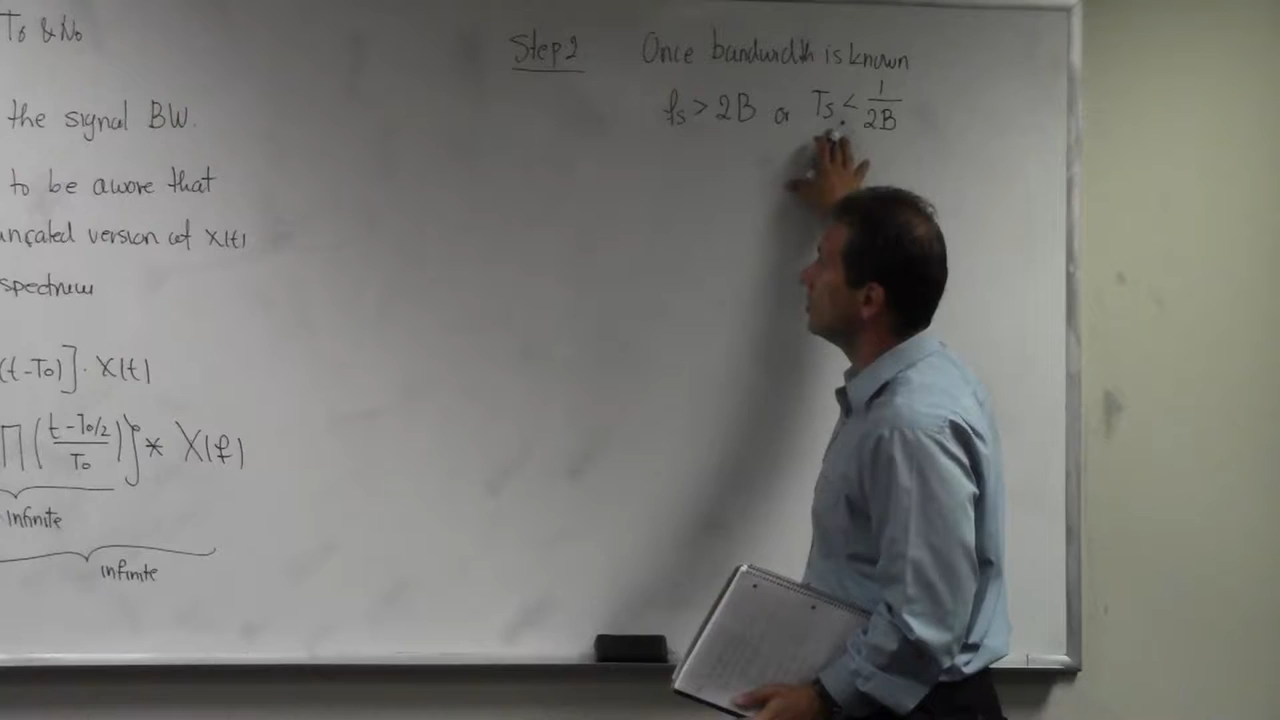 To & No
the signal BW.
to be aware that
uncated version of x(t)
spectrum
(t-To)] · x(t)
Π(t-To/2 / To)} * X(f)
infinite
infinite
Step 2 Once bandwidth is known
fs > 2B or Ts < 1/2B